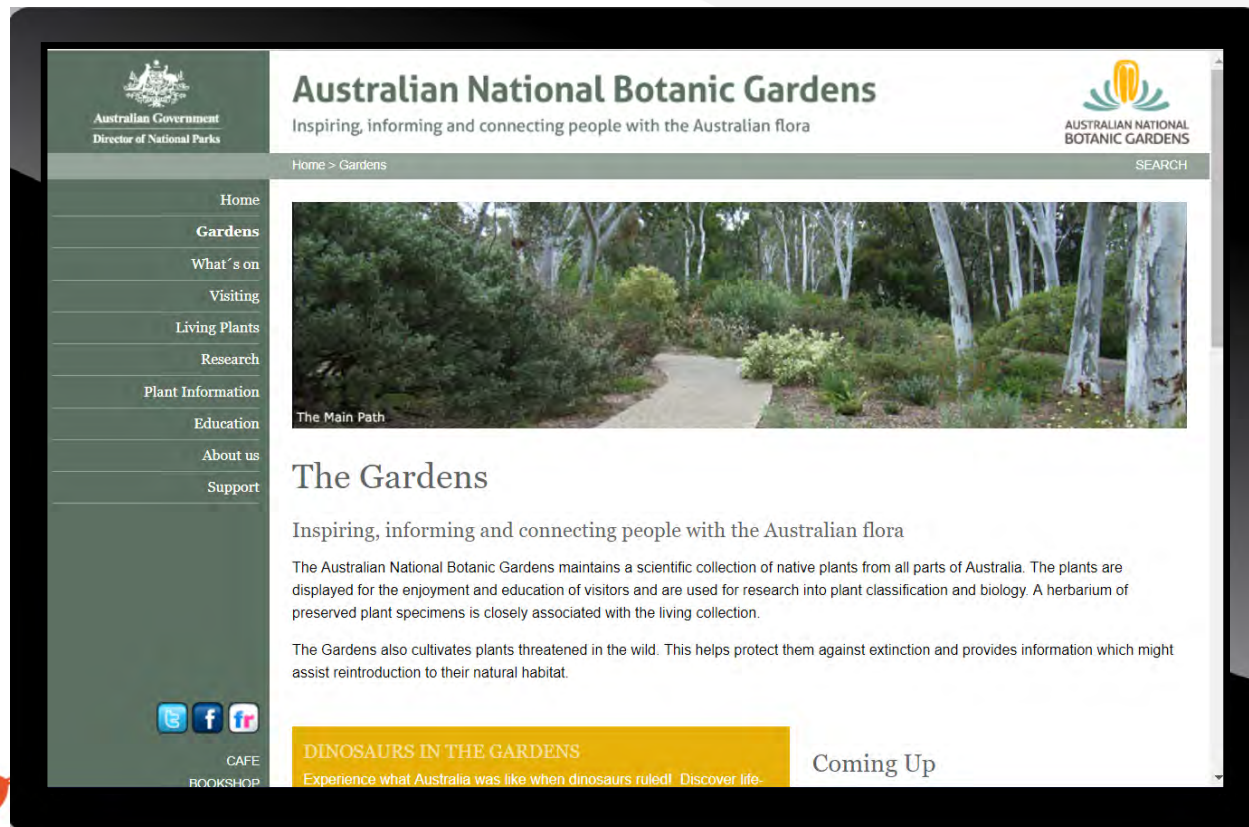 Australian Government
Director of National Parks
Australian National Botanic Gardens
Inspiring, informing and connecting people with the Australian flora
AUSTRALIAN NATIONAL
BOTANIC GARDENS
Home > Gardens
SEARCH
Home
Gardens
What´s on
Visiting
Living Plants
Research
Plant Information
Education
About us
Support
The Main Path
The Gardens
Inspiring, informing and connecting people with the Australian flora
The Australian National Botanic Gardens maintains a scientific collection of native plants from all parts of Australia. The plants are
displayed for the enjoyment and education of visitors and are used for research into plant classification and biology. A herbarium of
preserved plant specimens is closely associated with the living collection.
The Gardens also cultivates plants threatened in the wild. This helps protect them against extinction and provides information which might
assist reintroduction to their natural habitat.
t f fr
CAFE
BOOKSHOP
DINOSAURS IN THE GARDENS
Experience what Australia was like when dinosaurs ruled! Discover life-
Coming Up